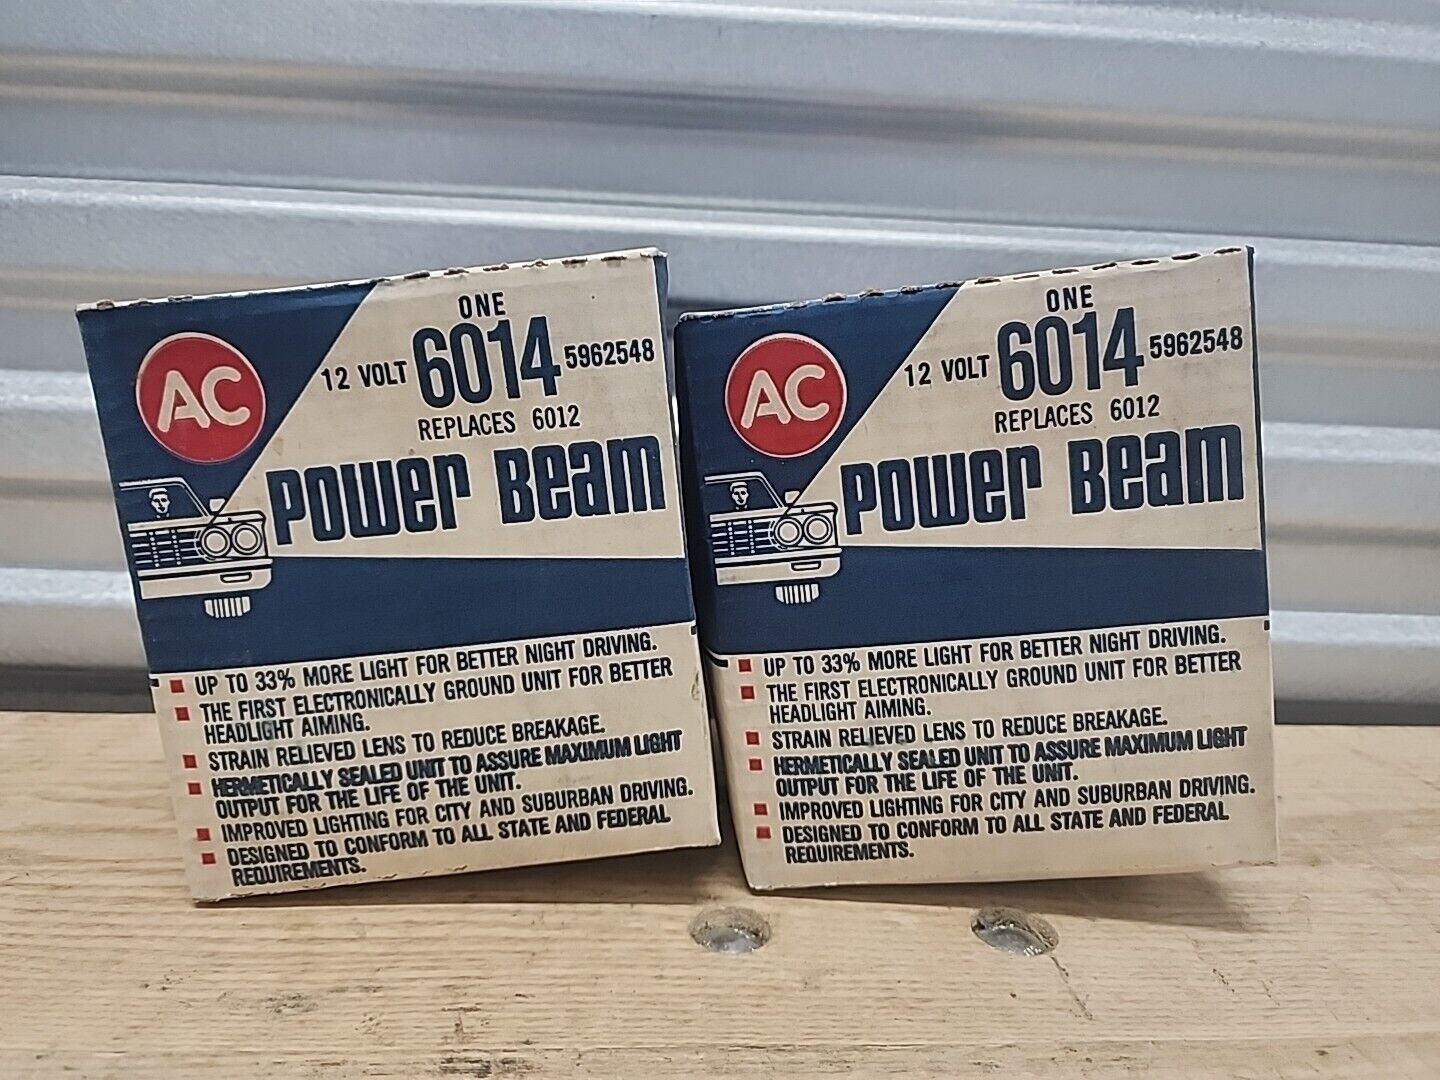 AC
ONE
12 VOLT 6014 5962548
REPLACES 6012
POWER BEAM
UP TO 33% MORE LIGHT FOR BETTER NIGHT DRIVING.
THE FIRST ELECTRONICALLY GROUND UNIT FOR BETTER
HEADLIGHT AIMING.
STRAIN RELIEVED LENS TO REDUCE BREAKAGE.
HERMETICALLY SEALED UNIT TO ASSURE MAXIMUM LIGHT
OUTPUT FOR THE LIFE OF THE UNIT.
IMPROVED LIGHTING FOR CITY AND SUBURBAN DRIVING.
DESIGNED TO CONFORM TO ALL STATE AND FEDERAL
REQUIREMENTS.
AC
ONE
12 VOLT 6014 5962548
REPLACES 6012
POWER BEAM
UP TO 33% MORE LIGHT FOR BETTER NIGHT DRIVING.
THE FIRST ELECTRONICALLY GROUND UNIT FOR BETTER
HEADLIGHT AIMING.
STRAIN RELIEVED LENS TO REDUCE BREAKAGE.
HERMETICALLY SEALED UNIT TO ASSURE MAXIMUM LIGHT
OUTPUT FOR THE LIFE OF THE UNIT.
IMPROVED LIGHTING FOR CITY AND SUBURBAN DRIVING.
DESIGNED TO CONFORM TO ALL STATE AND FEDERAL
REQUIREMENTS.